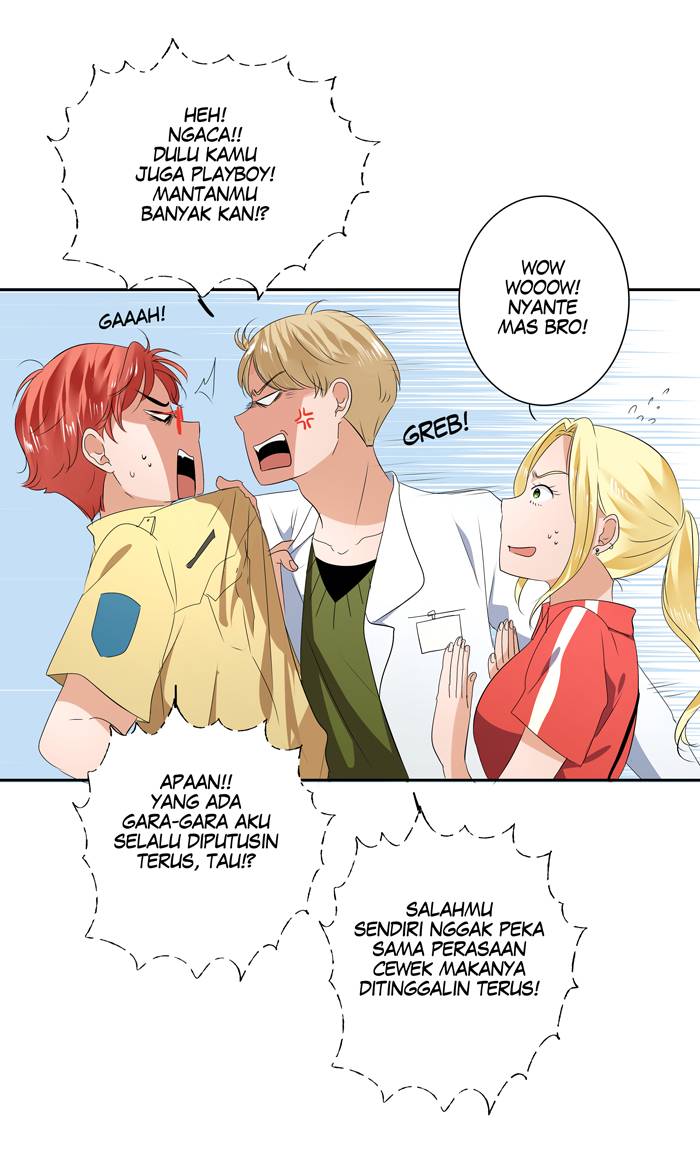 HEH!
NGACA!!
DULU KAMU
JUGA PLAYBOY!
MANTANMU
BANYAK KAN!?
WOW
WOOOW!
NYANTE
MAS BRO!
GAAAH!
GREB!
APAAN!!
YANG ADA
GARA-GARA AKU
SELALU DIPUTUSIN
TERUS, TAU!?
SALAHMU
SENDIRI NGGAK PEKA
SAMA PERASAAN
CEWEK MAKANYA
DITINGGALIN TERUS!